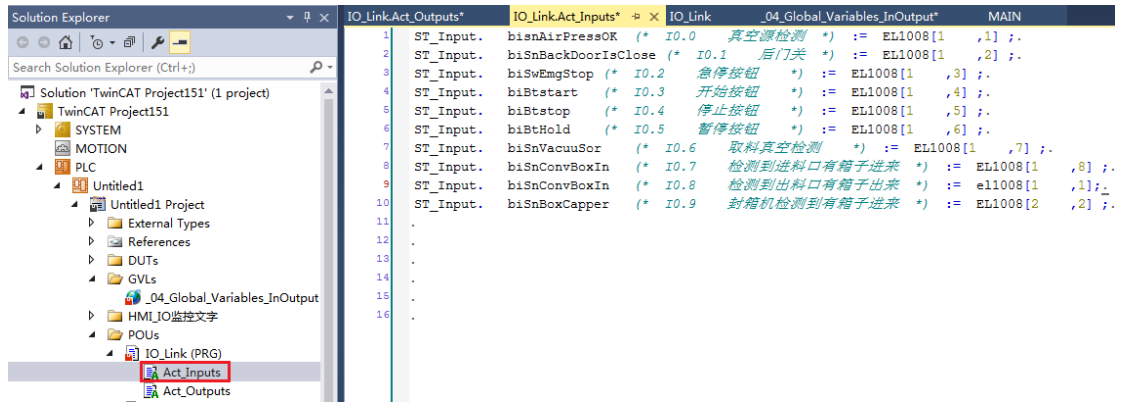 Solution Explorer
Search Solution Explorer (Ctrl+;)
Solution 'TwinCAT Project151' (1 project)
TwinCAT Project151
SYSTEM
MOTION
PLC
Untitled1
Untitled1 Project
External Types
References
DUTs
GVLs
_04_Global_Variables_InOutput
HMI_IO监控文字
POUs
IO_Link (PRG)
Act_Inputs
Act_Outputs
IO_Link.Act_Outputs* IO_Link.Act_Inputs* IO_Link _04_Global_Variables_InOutput* MAIN
1 ST_Input. bisnAirPressOK (* I0.0 真空源检测 *) := EL1008[1 ,1] ;.
2 ST_Input. bisnBackDoorIsClose (* I0.1 后门关 *) := EL1008[1 ,2] ;.
3 ST_Input. biSwEmgStop (* I0.2 急停按钮 *) := EL1008[1 ,3] ;.
4 ST_Input. biBtstart (* I0.3 开始按钮 *) := EL1008[1 ,4] ;.
5 ST_Input. biBtstop (* I0.4 停止按钮 *) := EL1008[1 ,5] ;.
6 ST_Input. biBtHold (* I0.5 暂停按钮 *) := EL1008[1 ,6] ;.
7 ST_Input. biSnVacuuSor (* I0.6 取料真空检测 *) := EL1008[1 ,7] ;.
8 ST_Input. biSnConvBoxIn (* I0.7 检测到进料口有箱子进来 *) := EL1008[1 ,8] ;.
9 ST_Input. biSnConvBoxIn (* I0.8 检测到出料口有箱子出来 *) := el1008[1 ,1];.
10 ST_Input. biSnBoxCapper (* I0.9 封箱机检测到有箱子进来 *) := EL1008[2 ,2] ;.
11 .
12 .
13 .
14 .
15 .
16 .